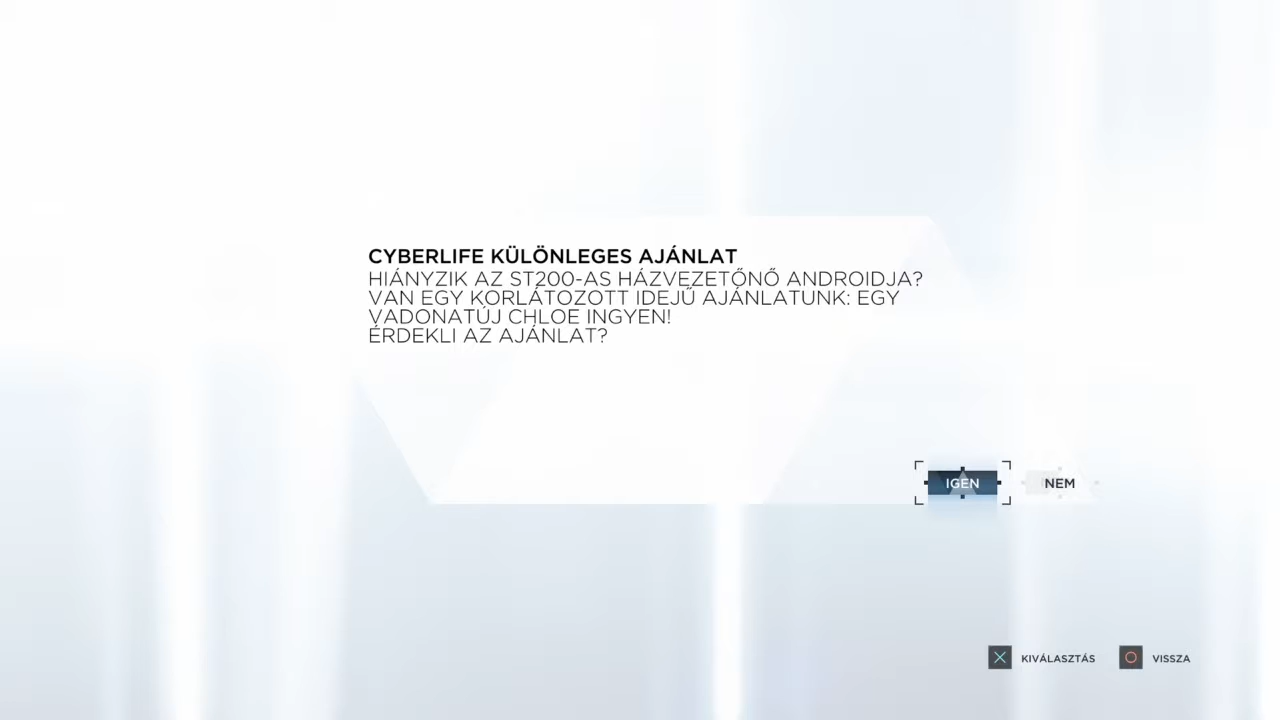 CYBERLIFE KÜLÖNLEGES AJÁNLAT
HIÁNYZIK AZ ST200-AS HÁZVEZETŐNŐ ANDROIDJA?
VAN EGY KORLÁTOZOTT IDEJŰ AJÁNLATUNK: EGY
VADONATÚJ CHLOE INGYEN!
ÉRDEKLI AZ AJÁNLAT?
IGEN NEM
KIVÁLASZTÁS VISSZA